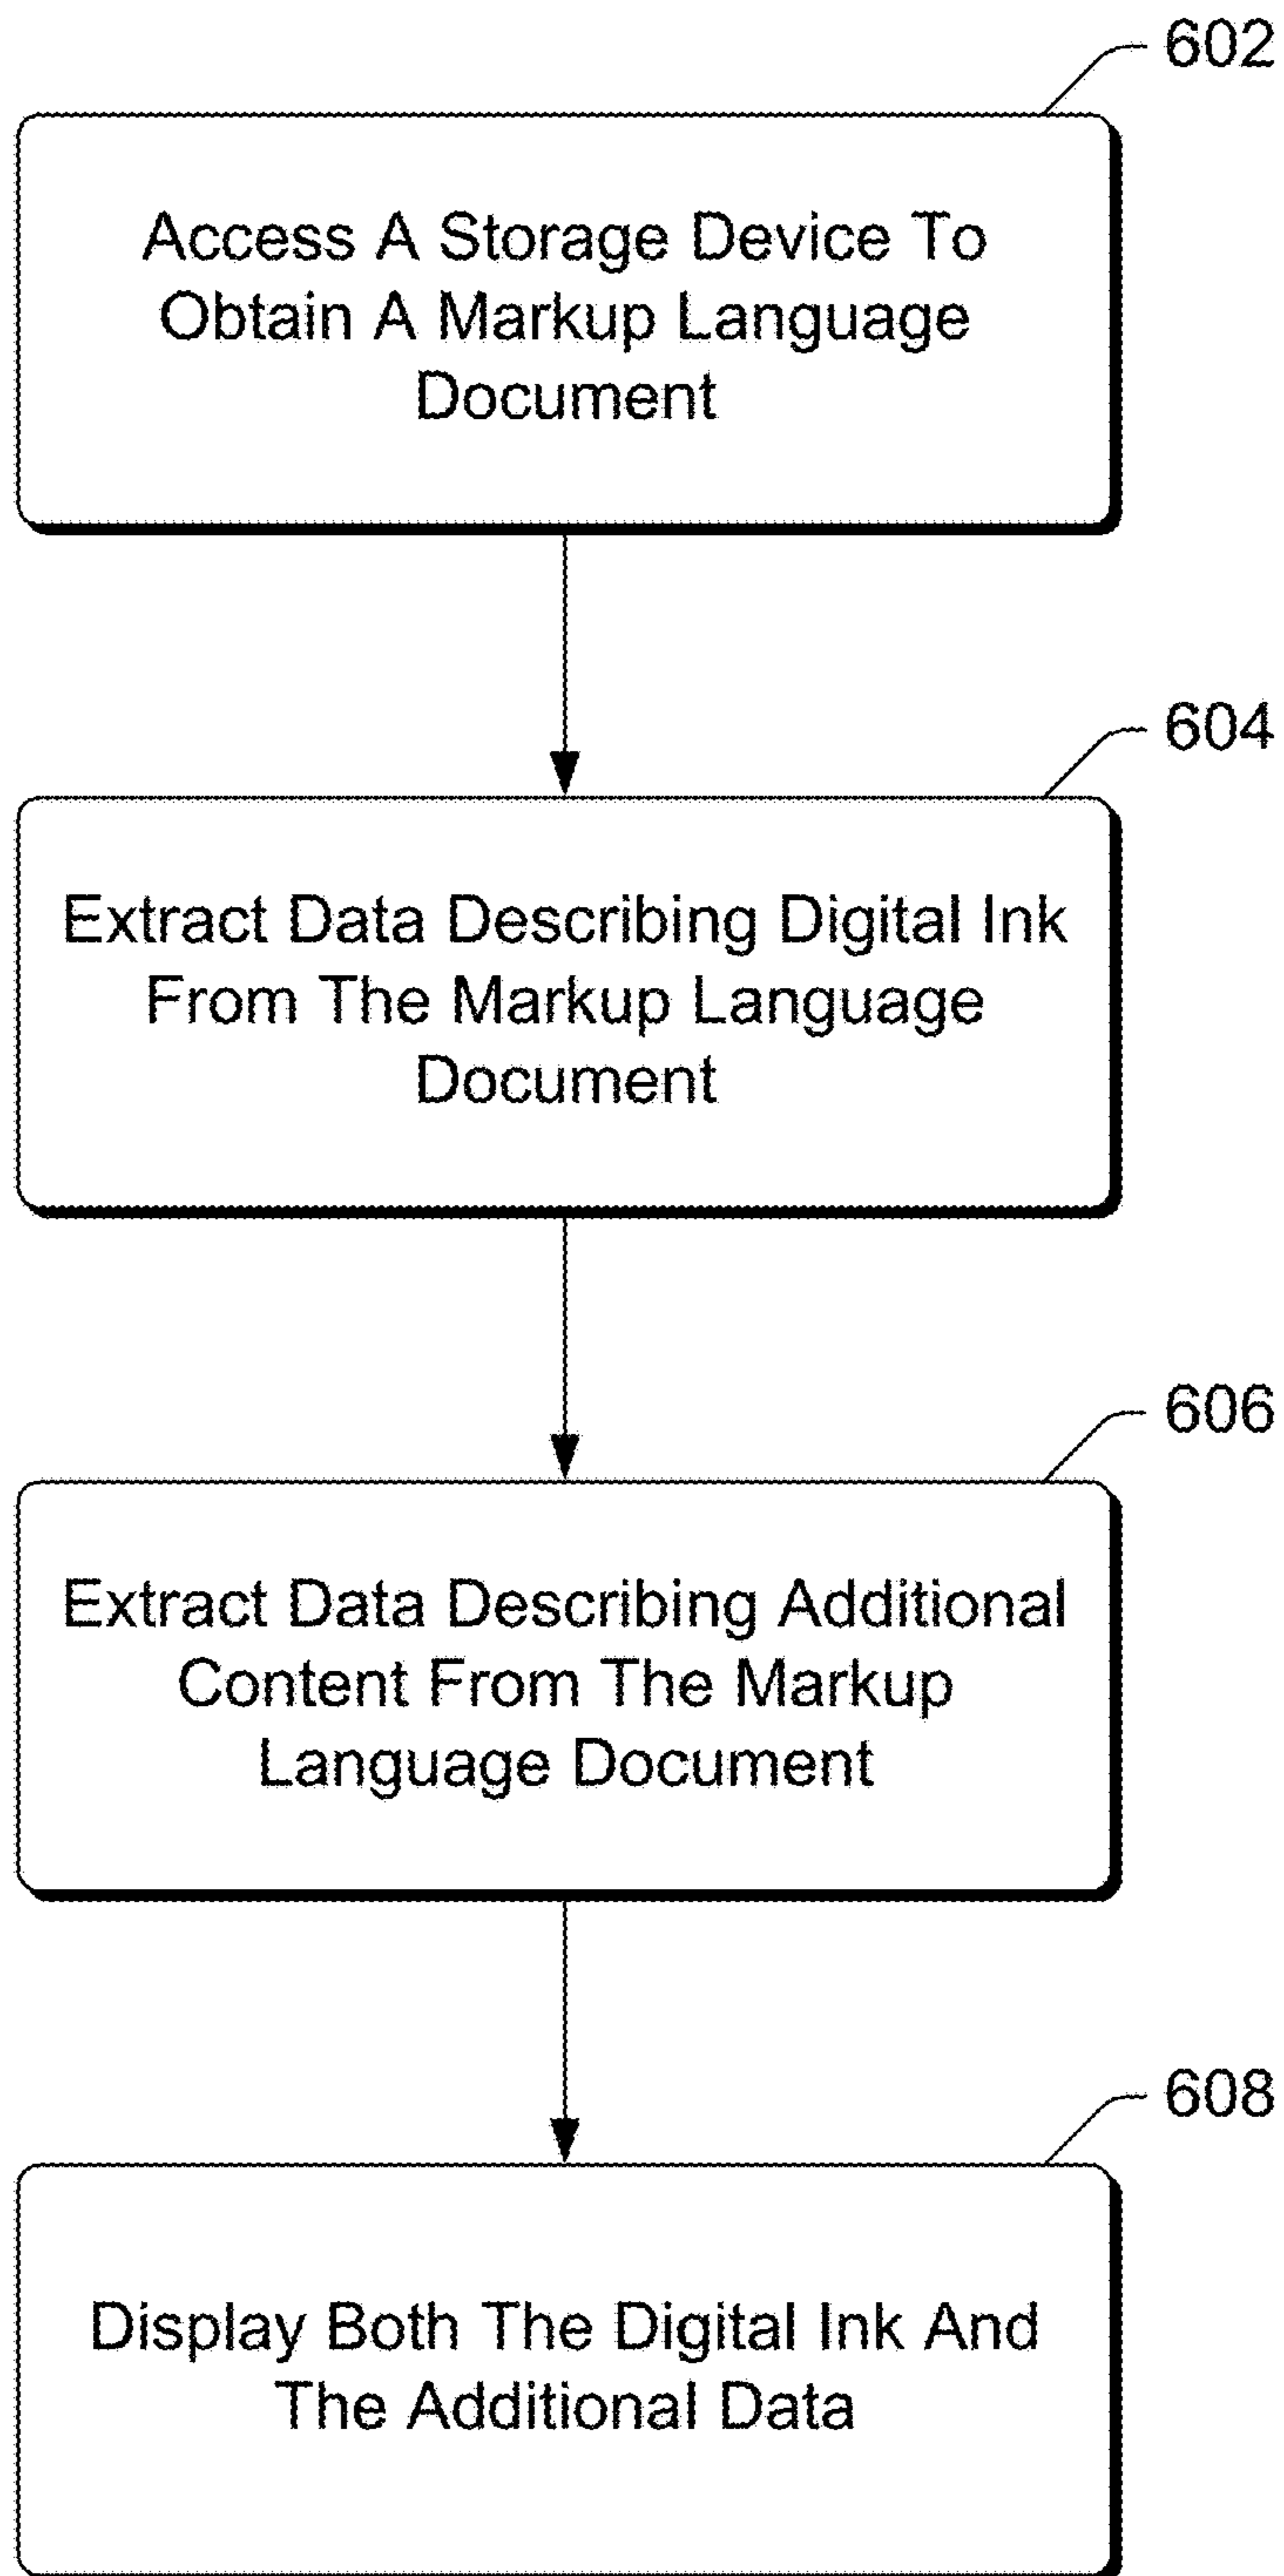 602
Access A Storage Device To
Obtain A Markup Language
Document
604
Extract Data Describing Digital Ink
From The Markup Language
Document
606
Extract Data Describing Additional
Content From The Markup
Language Document
608
Display Both The Digital Ink And
The Additional Data